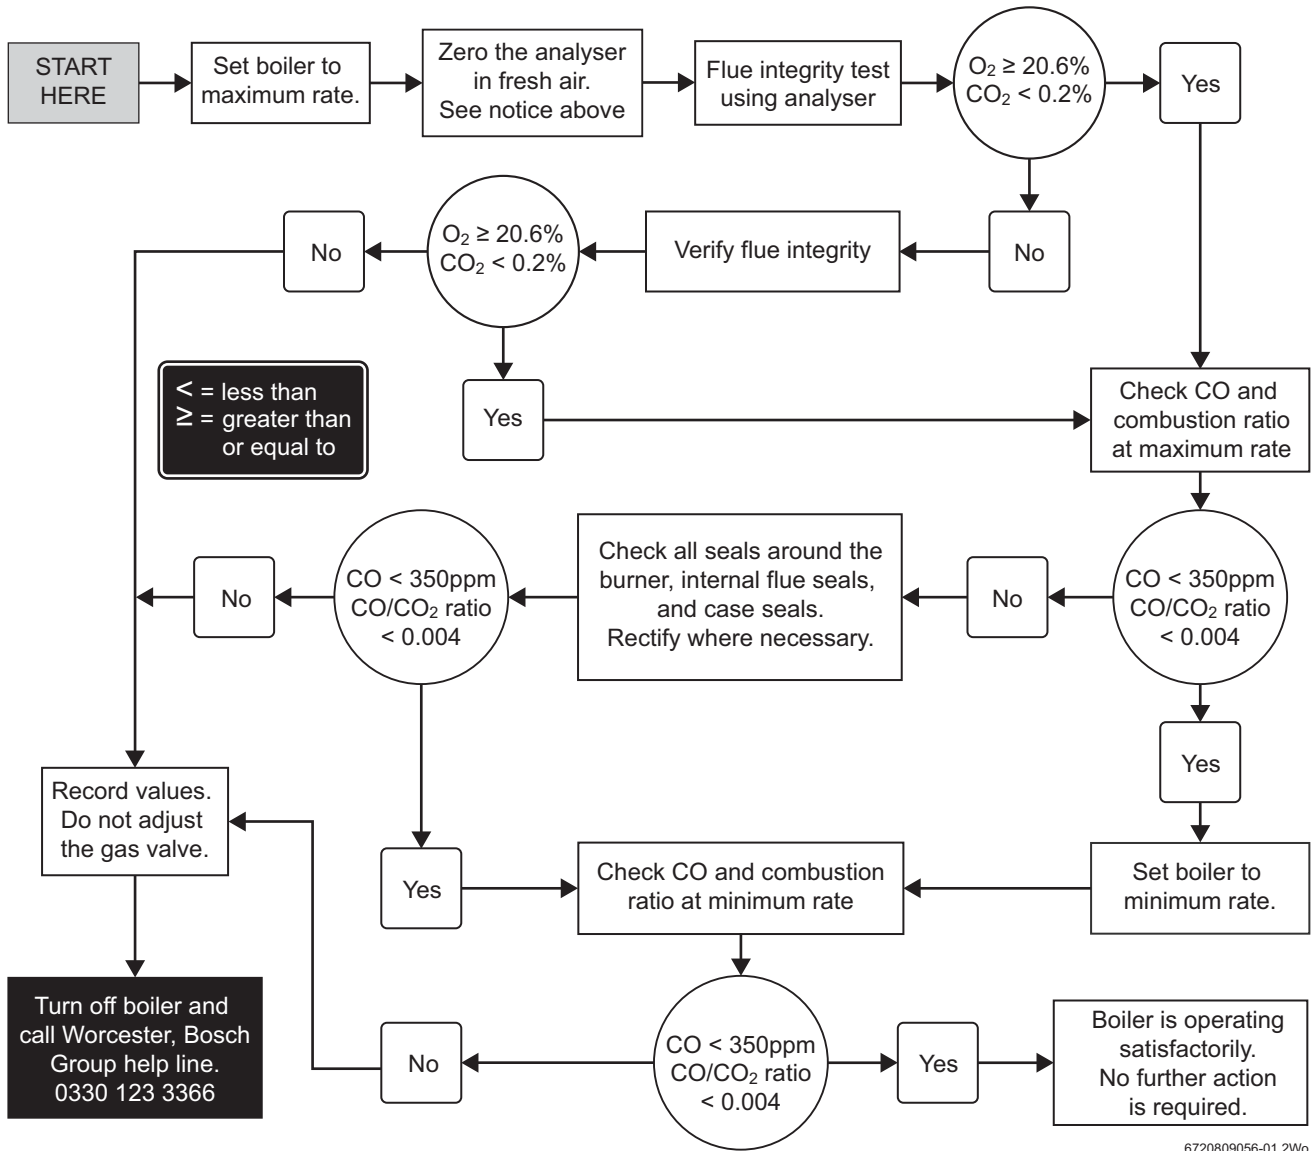 START
HERE
Set boiler to
maximum rate.
Zero the analyser
in fresh air.
See notice above
Flue integrity test
using analyser
O₂ ≥ 20.6%
CO₂ < 0.2%
Yes
No
O₂ ≥ 20.6%
CO₂ < 0.2%
Verify flue integrity
No
< = less than
≥ = greater than
or equal to
Yes
Check CO and
combustion ratio
at maximum rate
No
CO < 350ppm
CO/CO₂ ratio
< 0.004
Check all seals around the
burner, internal flue seals,
and case seals.
Rectify where necessary.
No
CO < 350ppm
CO/CO₂ ratio
< 0.004
Yes
Record values.
Do not adjust
the gas valve.
Yes
Check CO and combustion
ratio at minimum rate
Set boiler to
minimum rate.
Turn off boiler and
call Worcester, Bosch
Group help line.
0330 123 3366
No
CO < 350ppm
CO/CO₂ ratio
< 0.004
Yes
Boiler is operating
satisfactorily.
No further action
is required.
6720809056-01.2Wo